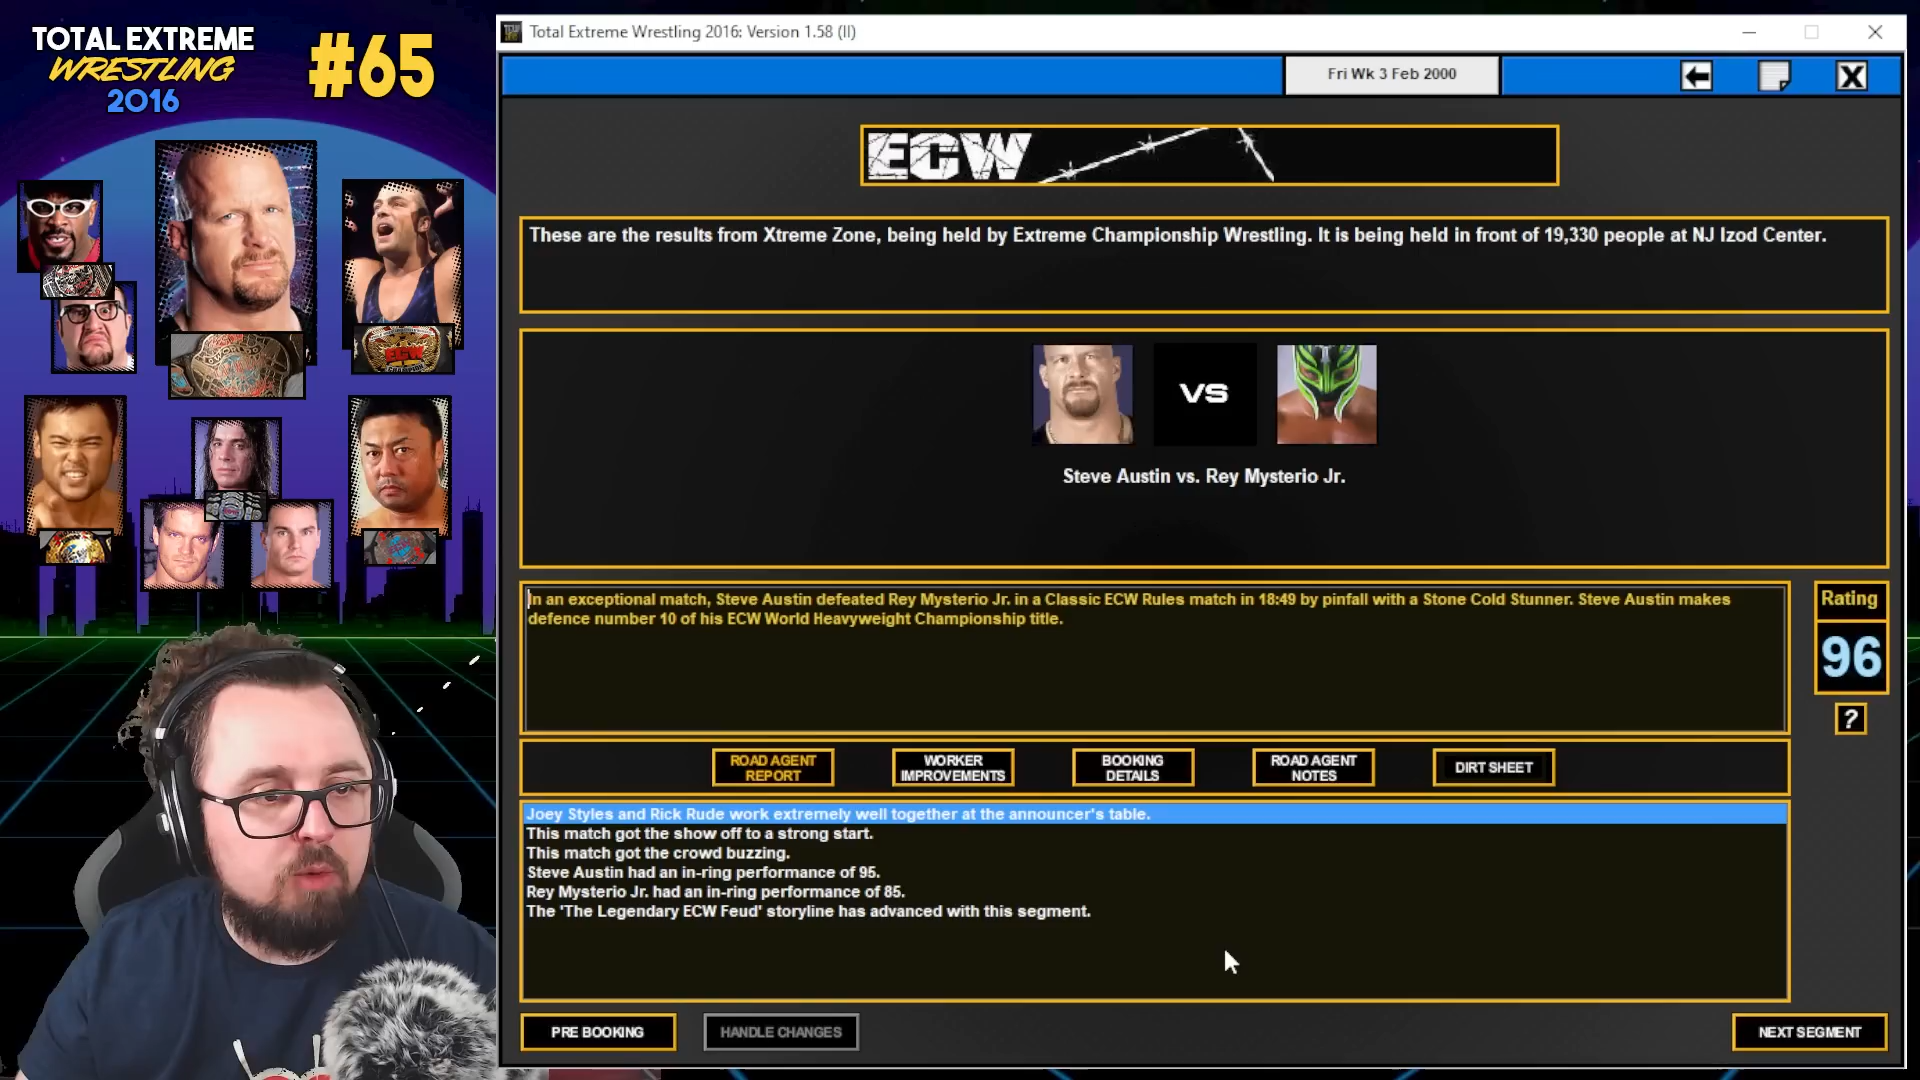 TOTAL EXTREME
WRESTLING
2016
#65
Total Extreme Wrestling 2016: Version 1.58 (II)
Fri Wk 3 Feb 2000
X
ECW
These are the results from Xtreme Zone, being held by Extreme Championship Wrestling. It is being held in front of 19,330 people at NJ Izod Center.
VS
Steve Austin vs. Rey Mysterio Jr.
In an exceptional match, Steve Austin defeated Rey Mysterio Jr. in a Classic ECW Rules match in 18:49 by pinfall with a Stone Cold Stunner. Steve Austin makes
defence number 10 of his ECW World Heavyweight Championship title.
Rating
96
?
ROAD AGENT
REPORT
WORKER
IMPROVEMENTS
BOOKING
DETAILS
ROAD AGENT
NOTES
DIRT SHEET
Joey Styles and Rick Rude work extremely well together at the announcer's table.
This match got the show off to a strong start.
This match got the crowd buzzing.
Steve Austin had an in-ring performance of 95.
Rey Mysterio Jr. had an in-ring performance of 85.
The 'The Legendary ECW Feud' storyline has advanced with this segment.
PRE BOOKING
HANDLE CHANGES
NEXT SEGMENT